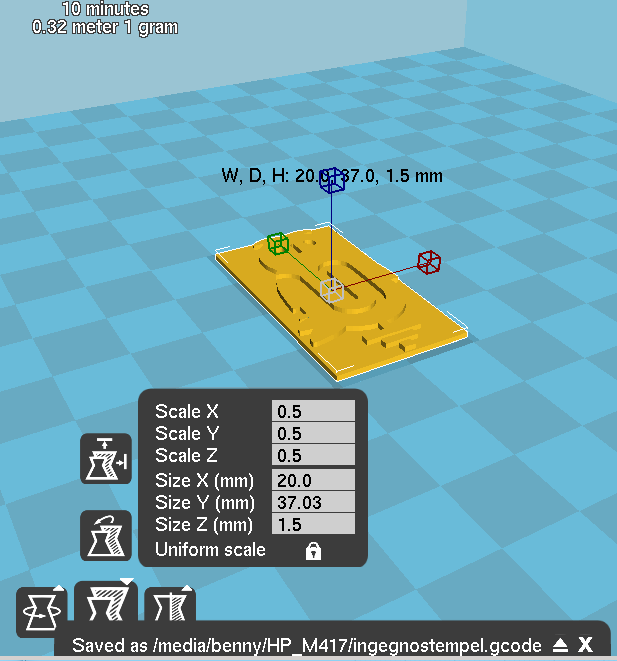 10 minutes
0.32 meter 1 gram
W, D, H: 20.0, 37.0, 1.5 mm
Scale X 0.5
Scale Y 0.5
Scale Z 0.5
Size X (mm) 20.0
Size Y (mm) 37.03
Size Z (mm) 1.5
Uniform scale
Saved as /media/benny/HP_M417/ingegnostempel.gcode X